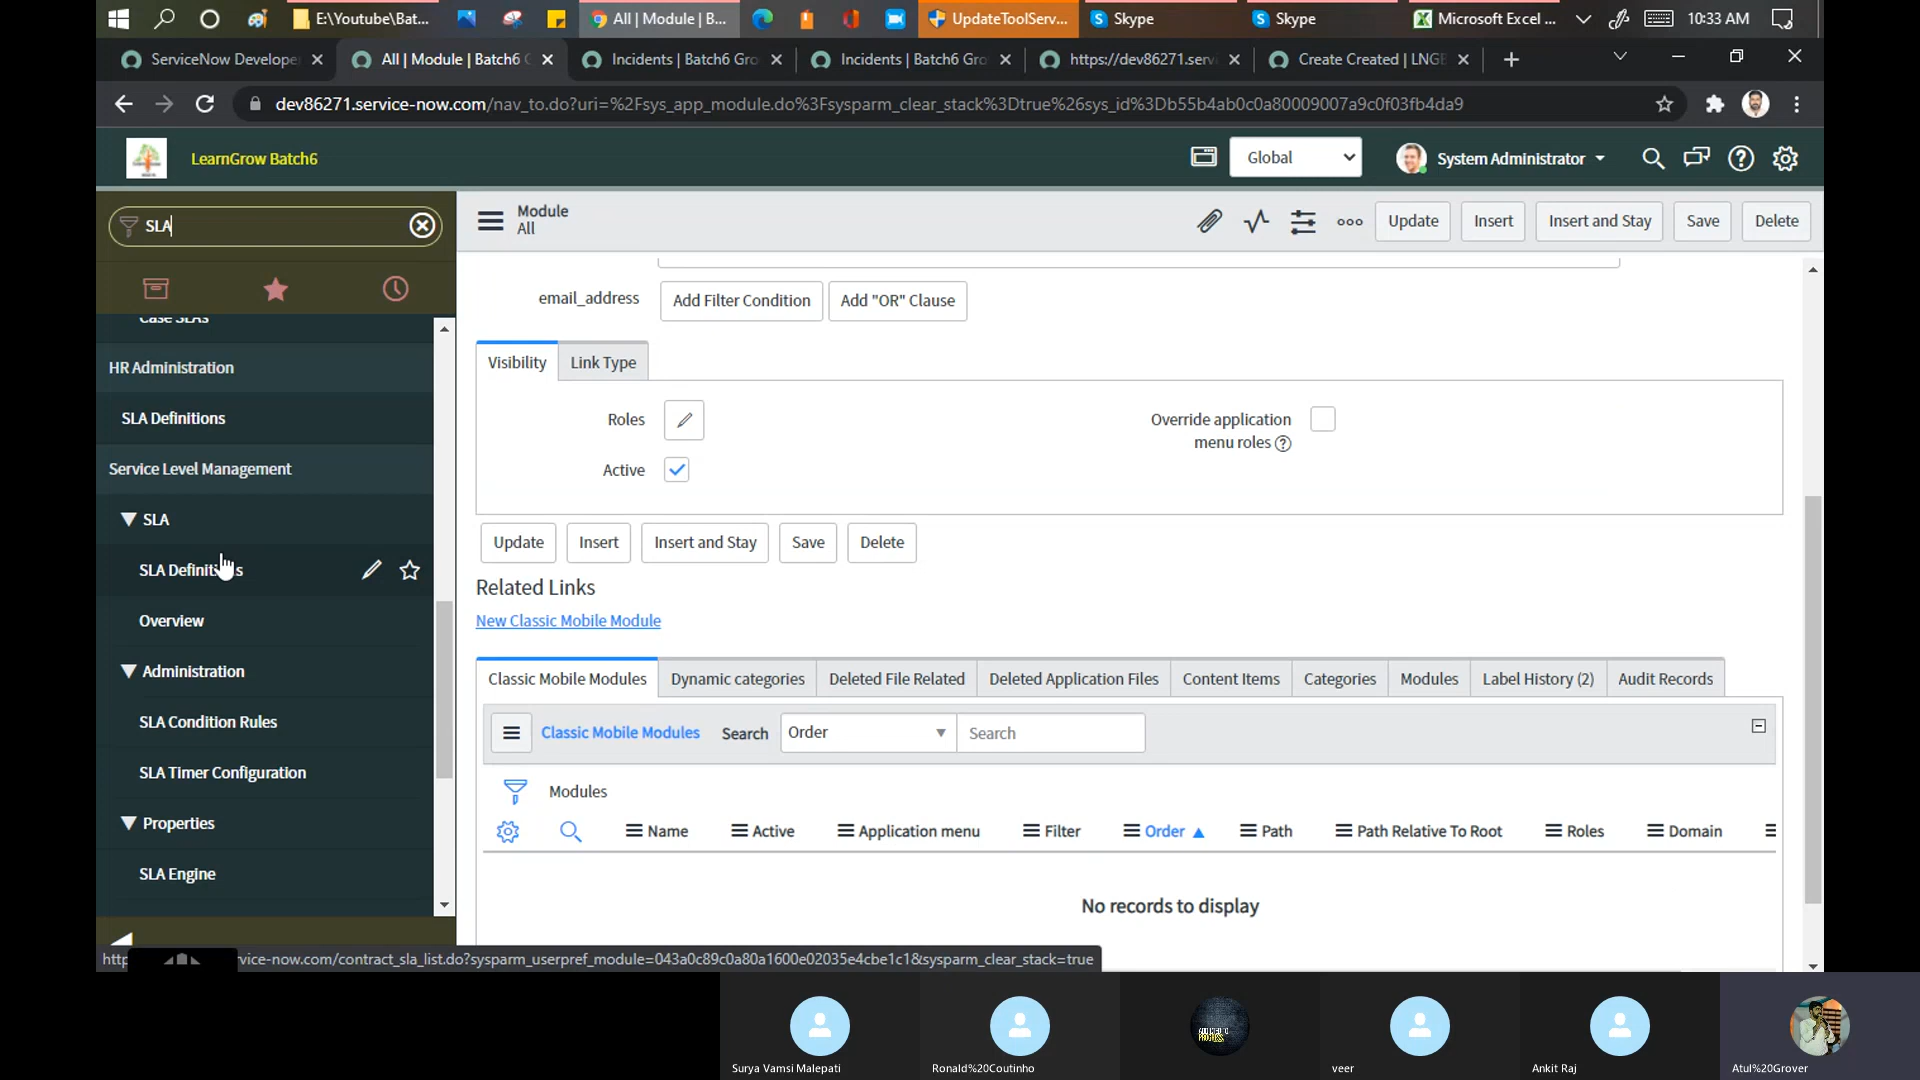 E:\Youtube\Bat...
All | Module | B...
UpdateToolServ...
Skype
Skype
Microsoft Excel ...
10:33 AM
ServiceNow Develope
All | Module | Batch6 G
Incidents | Batch6 Gro
Incidents | Batch6 Gro
https://dev86271.servi
Create Created | LNGB
dev86271.service-now.com/nav_to.do?uri=%2Fsys_app_module.do%3Fsysparm_clear_stack%3Dtrue%26sys_id%3Db55b4ab0c0a80009007a9c0f03fb4da9
LearnGrow Batch6
Global
System Administrator
SLA
Module
All
Update
Insert
Insert and Stay
Save
Delete
Case SLAs
HR Administration
SLA Definitions
Service Level Management
SLA
SLA Definitions
Overview
Administration
SLA Condition Rules
SLA Timer Configuration
Properties
SLA Engine
email_address
Add Filter Condition
Add "OR" Clause
Visibility
Link Type
Roles
Override application
menu roles
Active
Update
Insert
Insert and Stay
Save
Delete
Related Links
New Classic Mobile Module
Classic Mobile Modules
Dynamic categories
Deleted File Related
Deleted Application Files
Content Items
Categories
Modules
Label History (2)
Audit Records
Classic Mobile Modules
Search
Order
Search
Modules
Name
Active
Application menu
Filter
Order
Path
Path Relative To Root
Roles
Domain
No records to display
http
vice-now.com/contract_sla_list.do?sysparm_userpref_module=043a0c89c0a80a1600e02035e4cbe1c1&sysparm_clear_stack=true
Surya Vamsi Malepati
Ronald%20Coutinho
veer
Ankit Raj
Atul%20Grover